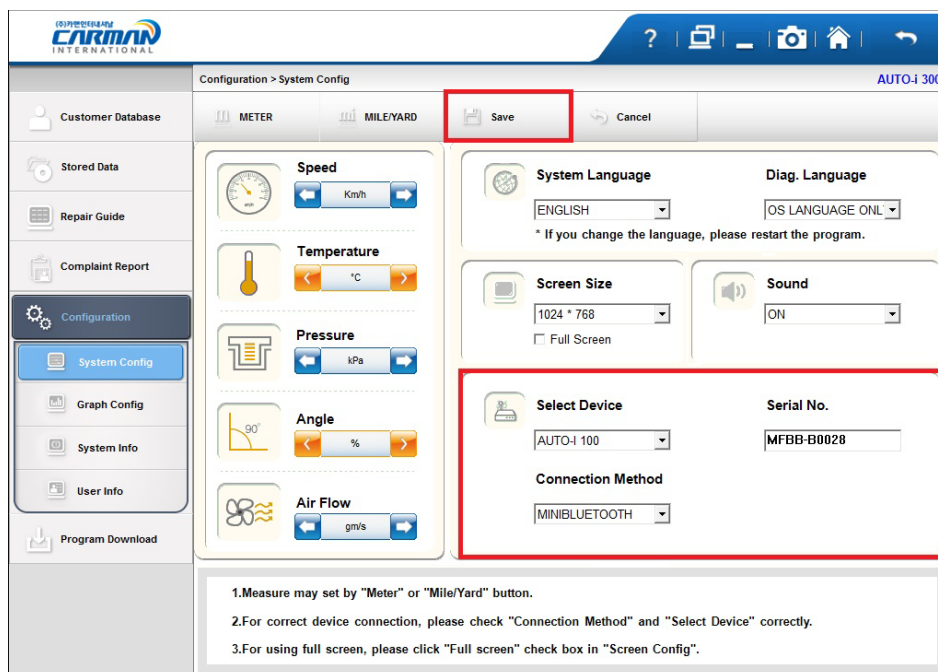 (주)카맨인터내셔날
CARMAN
INTERNATIONAL
?
Configuration > System Config
AUTO-i 300
Customer Database
Stored Data
Repair Guide
Complaint Report
Configuration
System Config
Graph Config
System Info
User Info
Program Download
m METER
mi MILE/YARD
Save
Cancel
Speed
Km/h
Temperature
°C
Pressure
kPa
Angle
90°
%
Air Flow
gm/s
System Language
ENGLISH
Diag. Language
OS LANGUAGE ONL
* If you change the language, please restart the program.
Screen Size
1024 * 768
Full Screen
Sound
ON
Select Device
AUTO-I 100
Serial No.
MFBB-B0028
Connection Method
MINIBLUETOOTH
1.Measure may set by "Meter" or "Mile/Yard" button.
2.For correct device connection, please check "Connection Method" and "Select Device" correctly.
3.For using full screen, please click "Full screen" check box in "Screen Config".